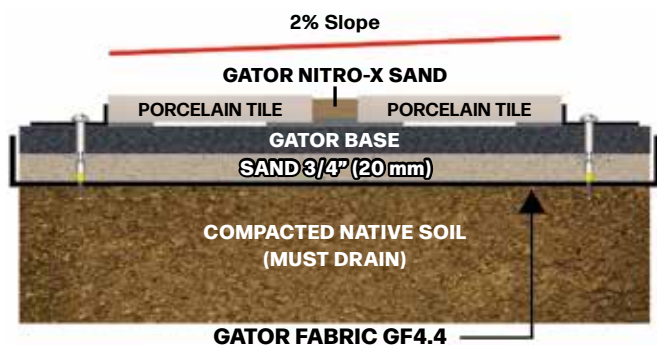 2% Slope
GATOR NITRO-X SAND
PORCELAIN TILE PORCELAIN TILE
GATOR BASE
SAND 3/4" (20 mm)
COMPACTED NATIVE SOIL
(MUST DRAIN)
GATOR FABRIC GF4.4